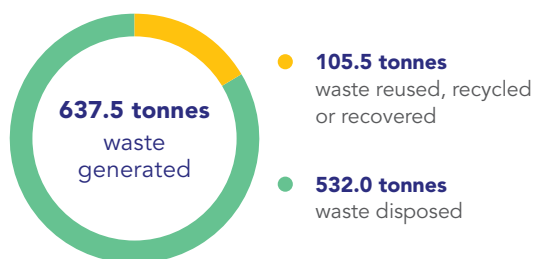 637.5 tonnes
waste
generated
105.5 tonnes
waste reused, recycled
or recovered
532.0 tonnes
waste disposed